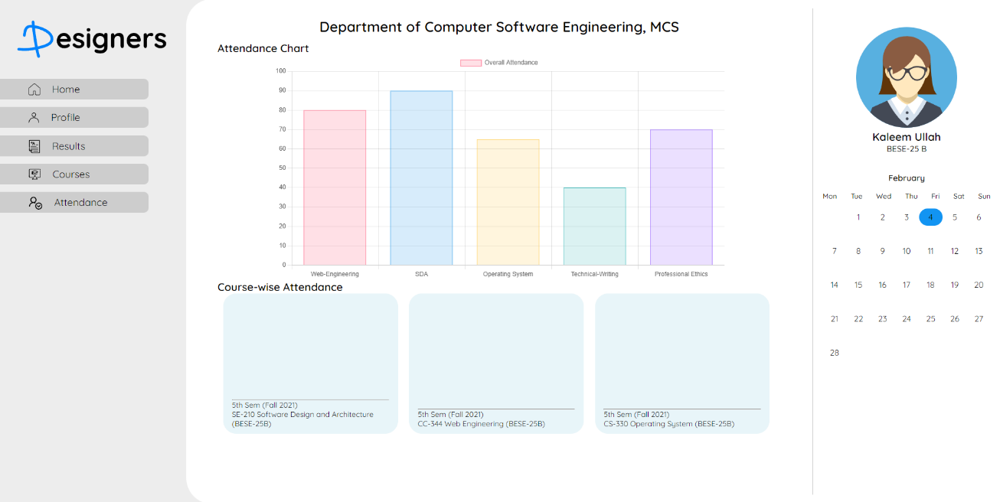 Designers
Home
Profile
Results
Courses
Attendance
Department of Computer Software Engineering, MCS
Attendance Chart
Overall Attendance
100
90
80
70
60
50
40
30
20
10
0
Web-Engineering SDA Operating System Technical-Writing Professional Ethics
Course-wise Attendance
5th Sem (Fall 2021)
SE-210 Software Design and Architecture
(BESE-25B)
5th Sem (Fall 2021)
CC-344 Web Engineering (BESE-25B)
5th Sem (Fall 2021)
CS-330 Operating System (BESE-25B)
Kaleem Ullah
BESE-25 B
February
Mon Tue Wed Thu Fri Sat Sun
1 2 3 4 5 6
7 8 9 10 11 12 13
14 15 16 17 18 19 20
21 22 23 24 25 26 27
28